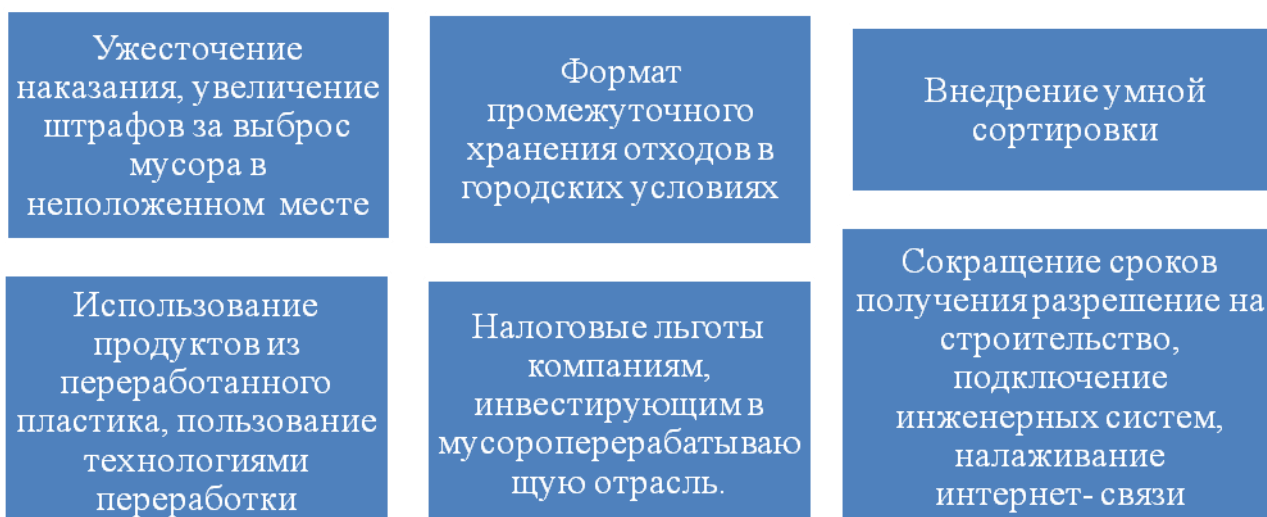 Ужесточение
наказания, увеличение
штрафов за выброс
мусора в
неположенном месте
Формат
промежуточного
хранения отходов в
городских условиях
Внедрение умной
сортировки
Использование
продуктов из
переработанного
пластика, пользование
технологиями
переработки
Налоговые льготы
компаниям,
инвестирующим в
мусороперерабатываю
щую отрасль.
Сокращение сроков
получения разрешение на
строительство,
подключение
инженерных систем,
налаживание
интернет- связи